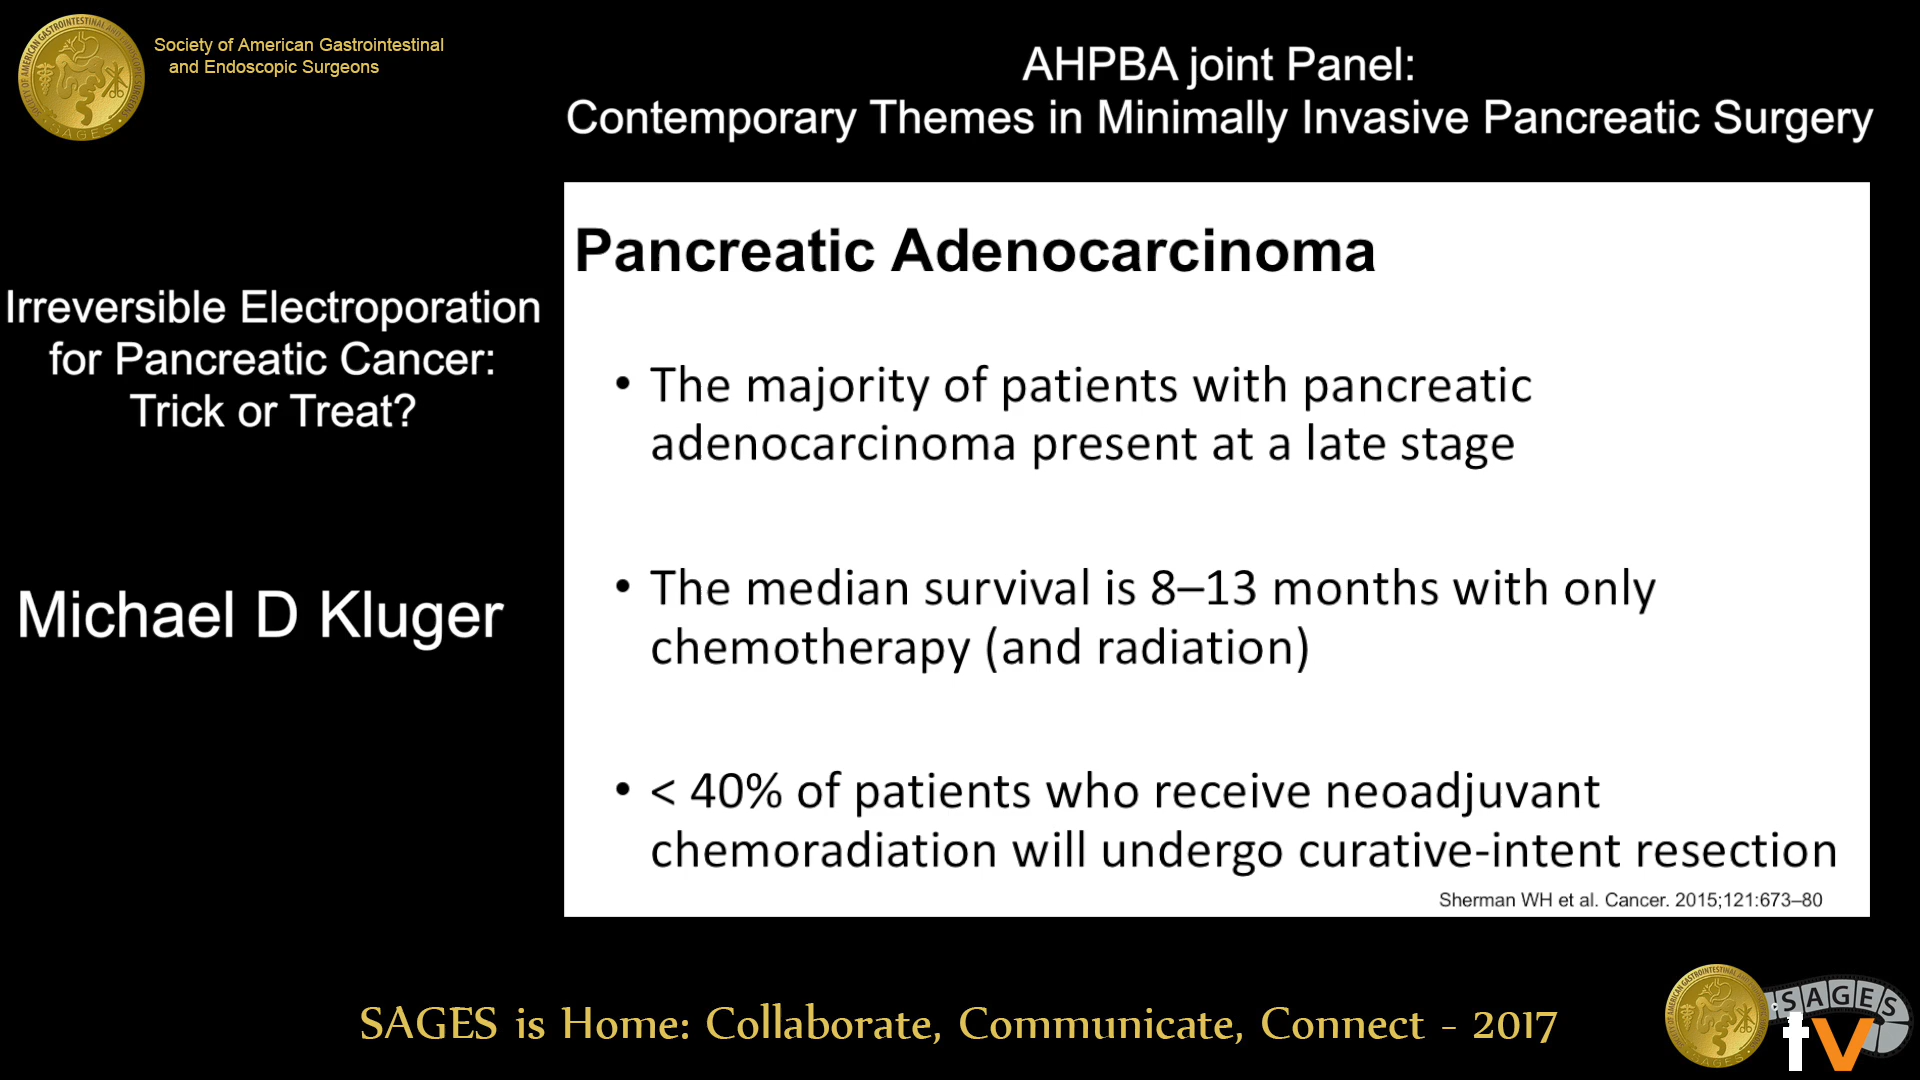 Society of American Gastrointestinal
and Endoscopic Surgeons
AHPBA joint Panel:
Contemporary Themes in Minimally Invasive Pancreatic Surgery
Irreversible Electroporation
for Pancreatic Cancer:
Trick or Treat?
Michael D Kluger
Pancreatic Adenocarcinoma
• The majority of patients with pancreatic
adenocarcinoma present at a late stage
• The median survival is 8–13 months with only
chemotherapy (and radiation)
• < 40% of patients who receive neoadjuvant
chemoradiation will undergo curative-intent resection
Sherman WH et al. Cancer. 2015;121:673–80
SAGES is Home: Collaborate, Communicate, Connect - 2017
SAGES
tv